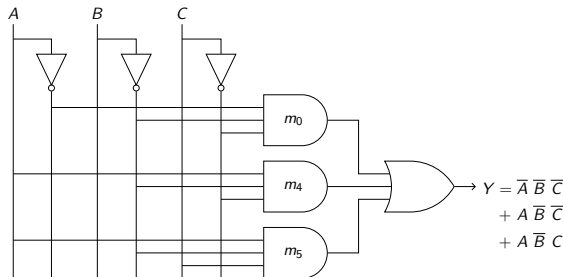 A B C
m₀
m₄
m₅
Y = A̅ B̅ C̅
+ A B̅ C̅
+ A B̅ C